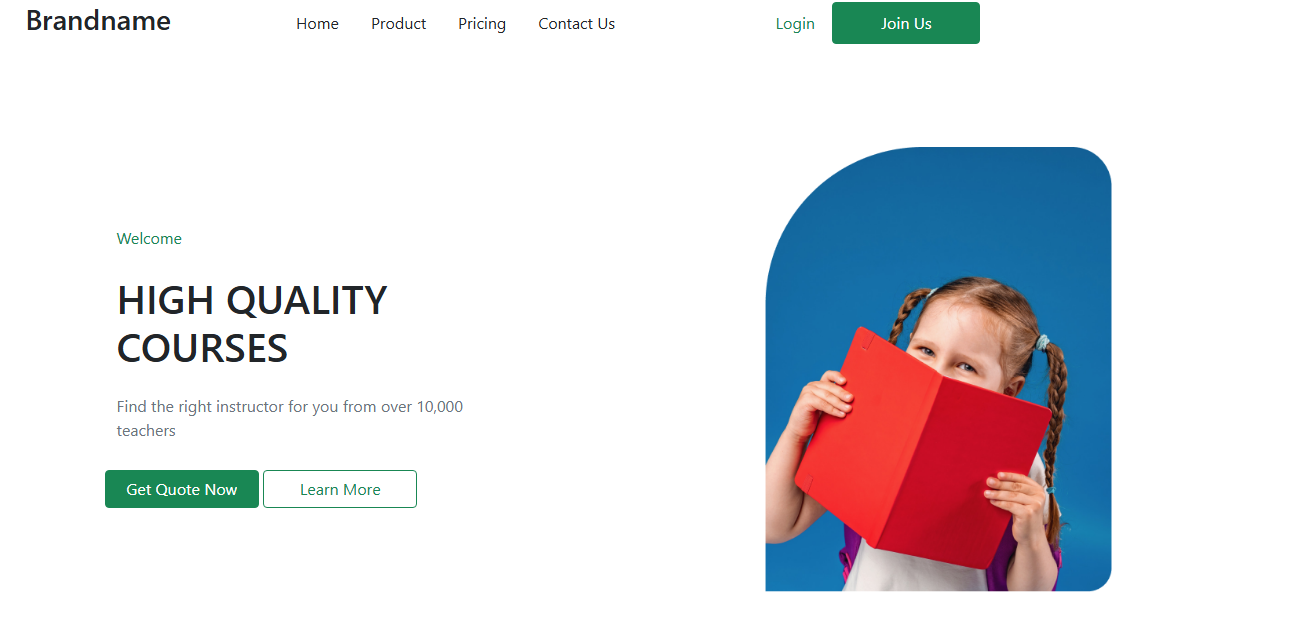 Brandname
Home Product Pricing Contact Us
Login Join Us
Welcome
HIGH QUALITY
COURSES
Find the right instructor for you from over 10,000
teachers
Get Quote Now Learn More